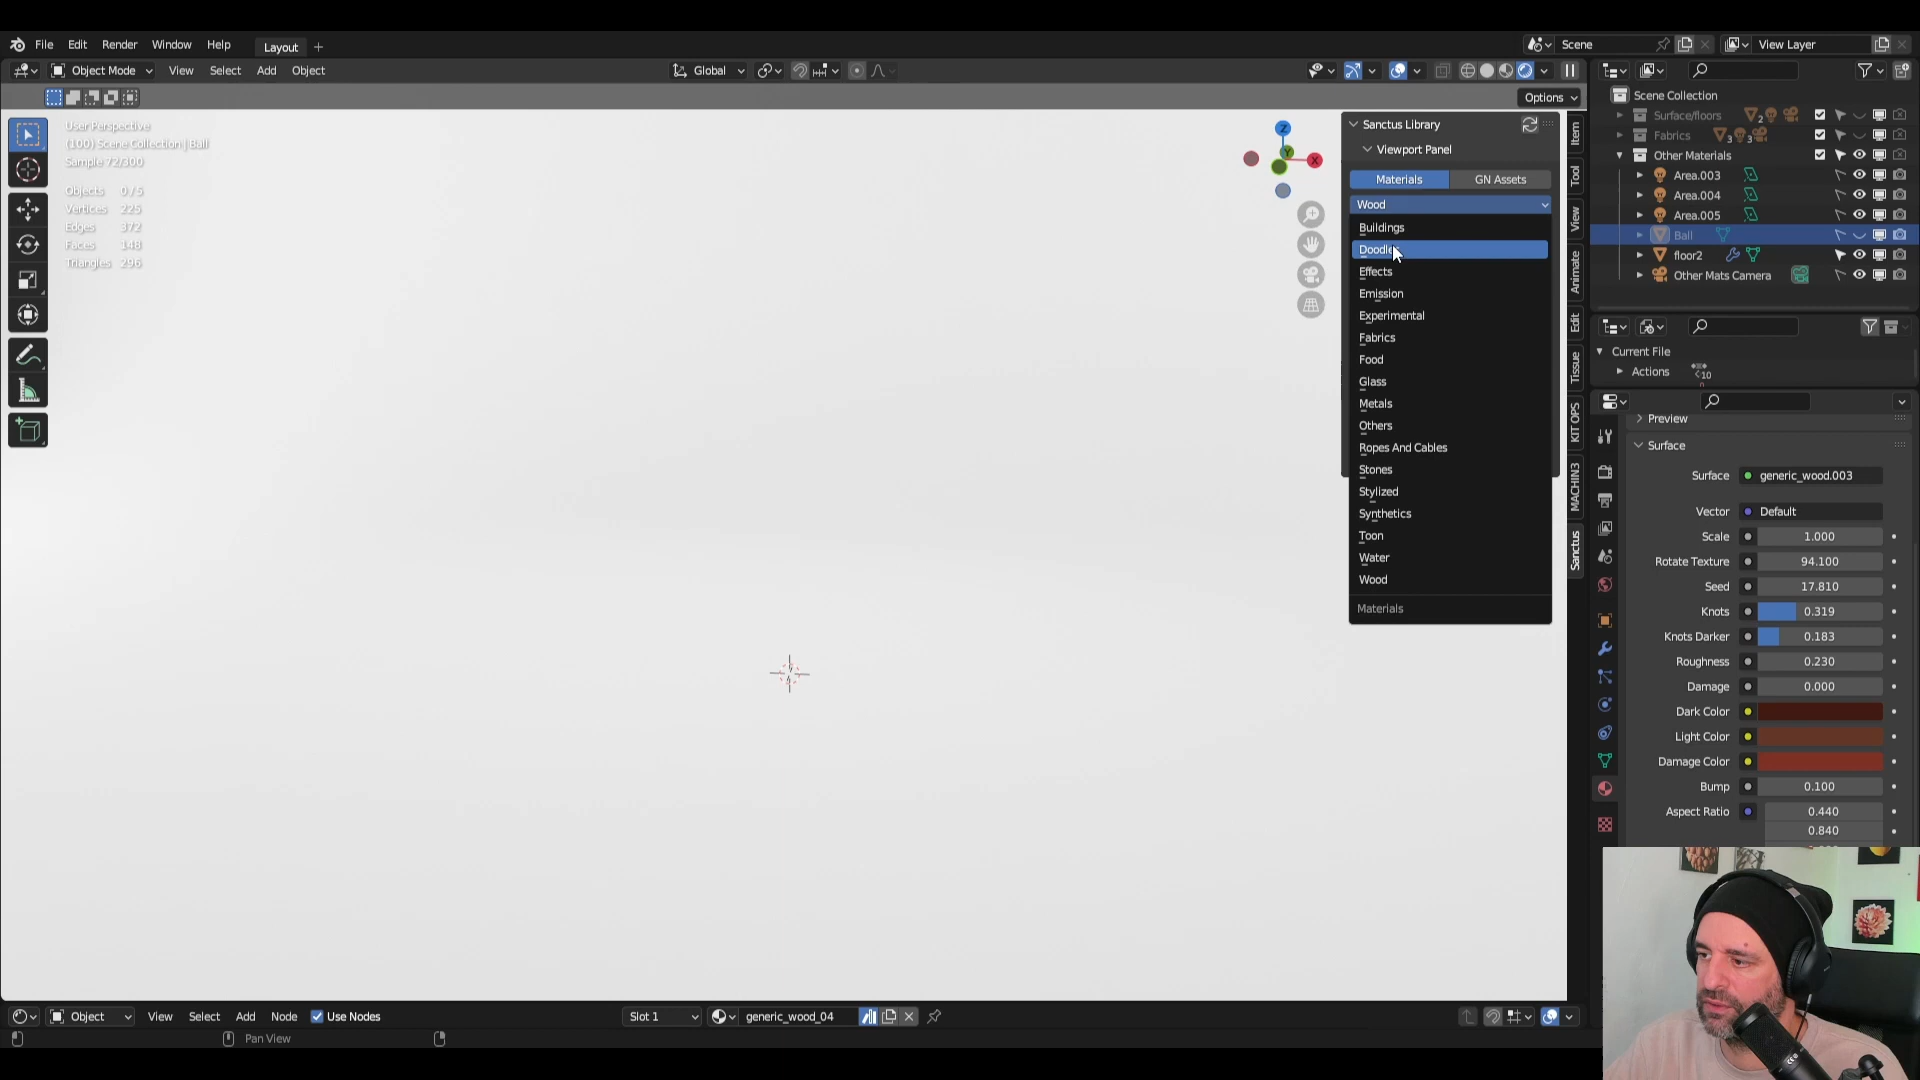 File Edit Render Window Help Layout + Scene View Layer
Object Mode View Select Add Object Global
Options
User Perspective
(100) Scene Collection | Ball
Sample 72/300
Objects 0/5
Vertices 225
Edges 372
Faces 148
Triangles 296
Z
Y
X
Sanctus Library
Viewport Panel
Materials GN Assets
Wood
Buildings
Doodles
Effects
Emission
Experimental
Fabrics
Food
Glass
Metals
Others
Ropes And Cables
Stones
Stylized
Synthetics
Toon
Water
Wood
Materials
Item
Tool
View
Animate
Edit
Tissue
KIT OPS
MACHIN3
Sanctus
Scene Collection
Surface/floors 2
Fabrics 3 3
Other Materials
Area.003
Area.004
Area.005
Ball
floor2
Other Mats Camera
Current File
Actions 10
Preview
Surface
Surface generic_wood.003
Vector Default
Scale 1.000
Rotate Texture 94.100
Seed 17.810
Knots 0.319
Knots Darker 0.183
Roughness 0.230
Damage 0.000
Dark Color
Light Color
Damage Color
Bump 0.100
Aspect Ratio 0.440
0.840
Object View Select Add Node Use Nodes Slot 1 generic_wood_04
Pan View